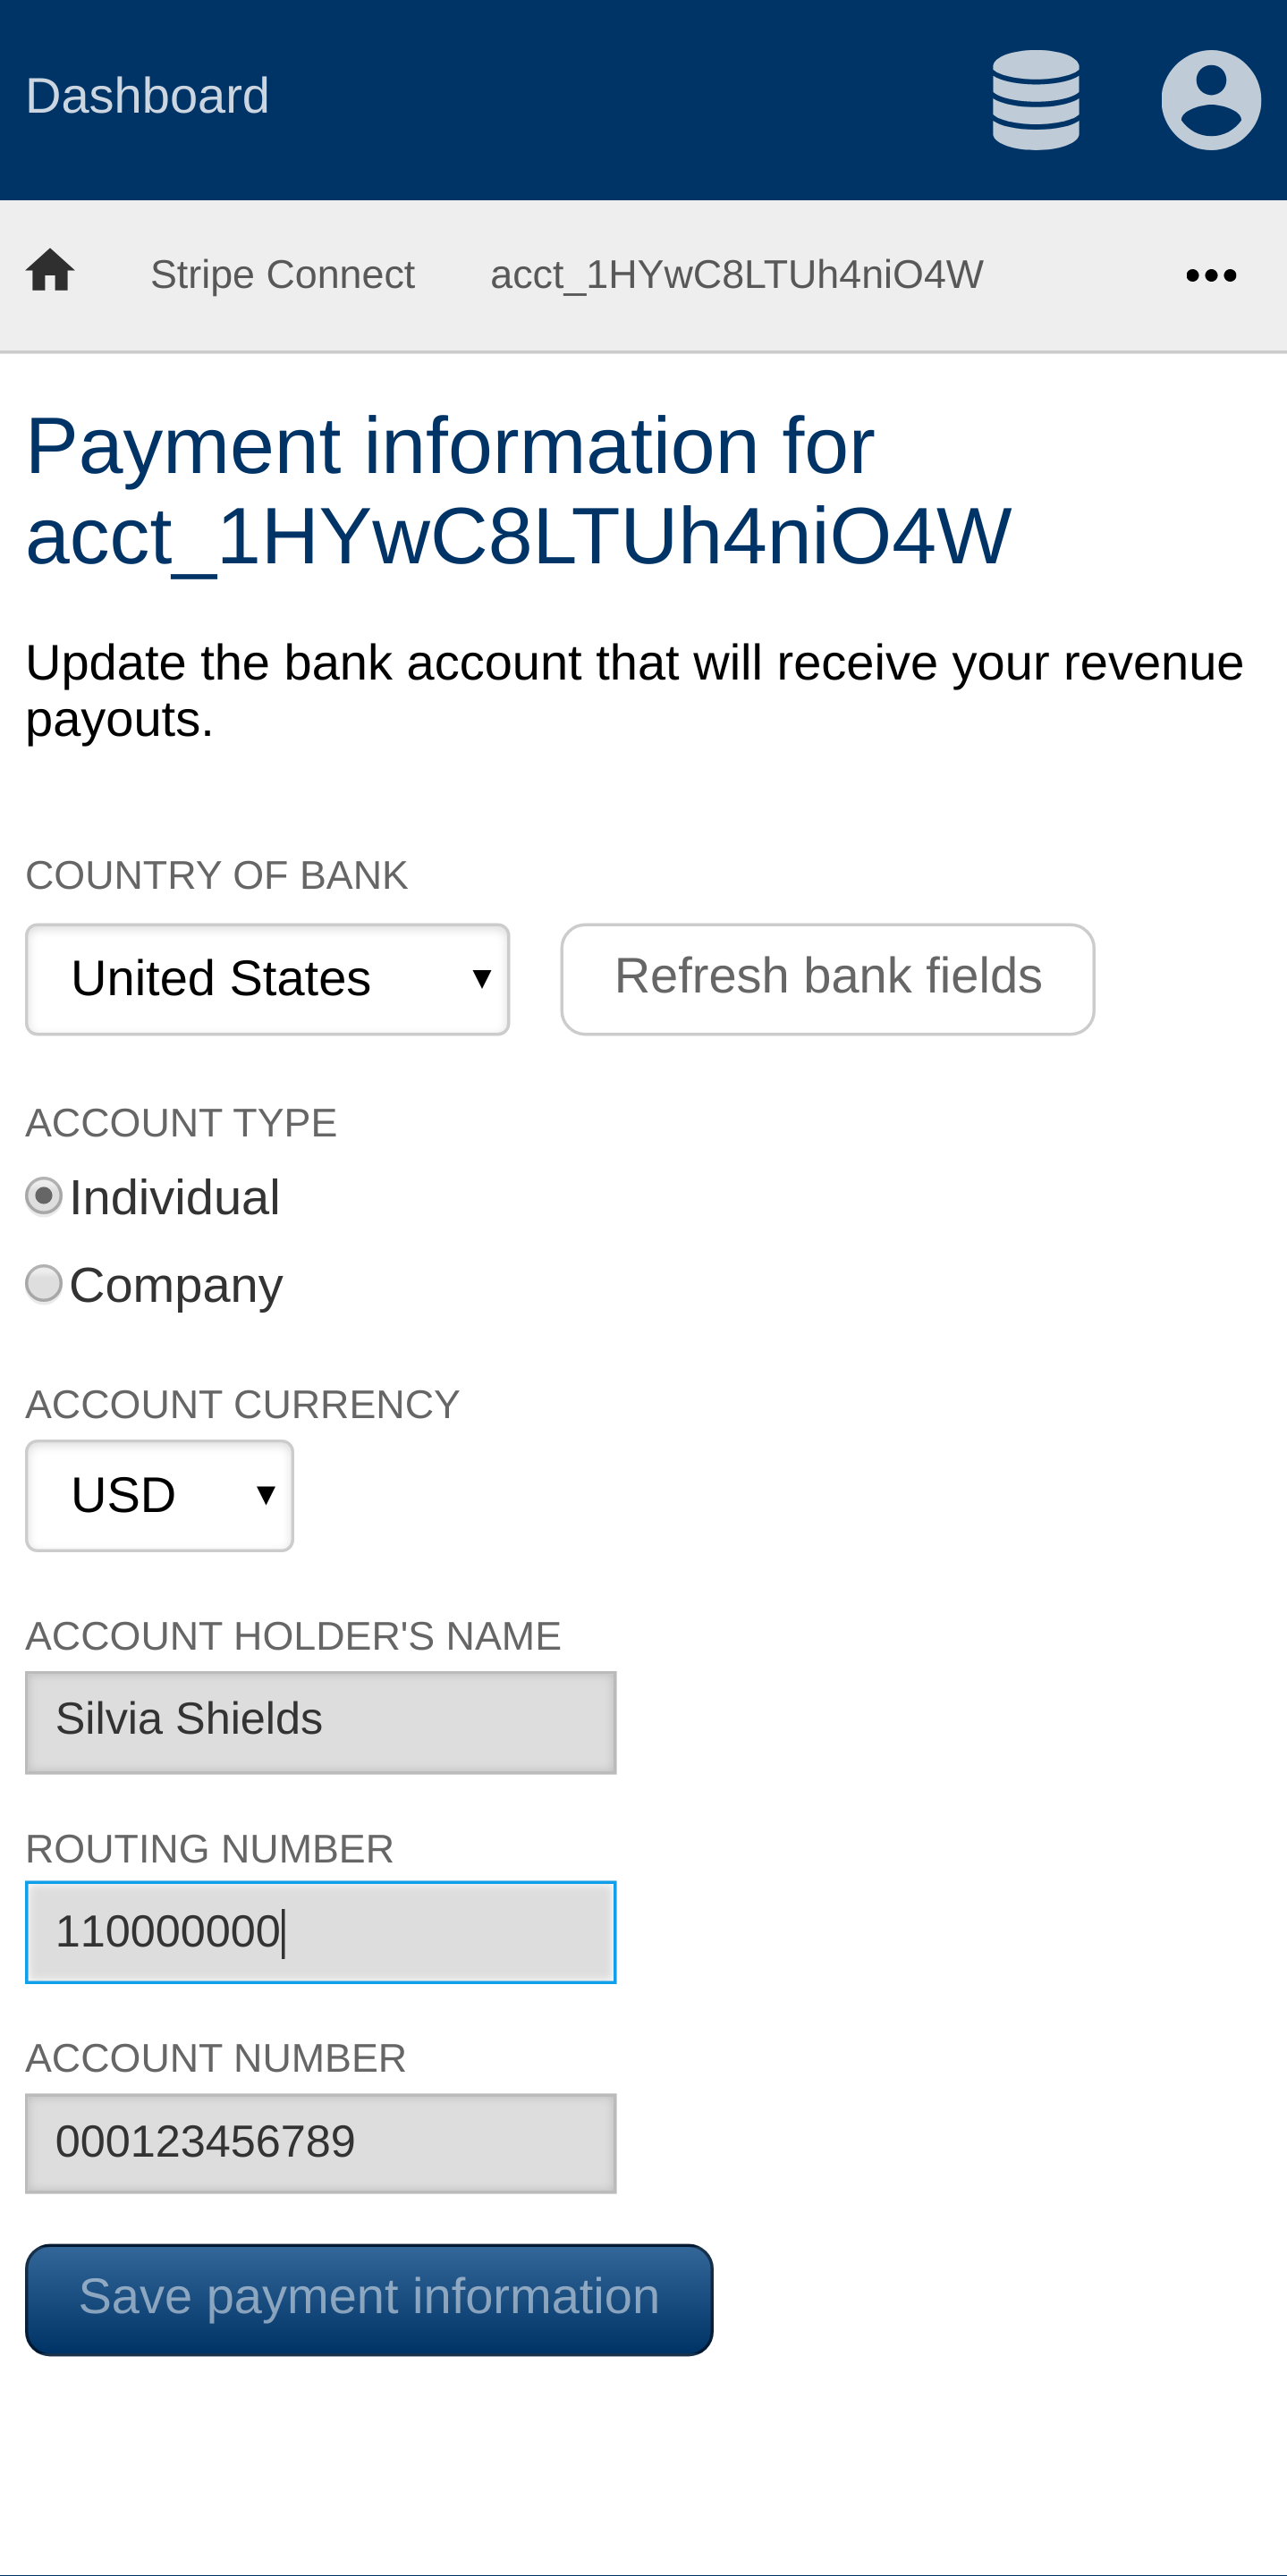 Dashboard
Stripe Connect acct_1HYwC8LTUh4niO4W
Payment information for
acct_1HYwC8LTUh4niO4W
Update the bank account that will receive your revenue
payouts.
COUNTRY OF BANK
United States Refresh bank fields
ACCOUNT TYPE
Individual
Company
ACCOUNT CURRENCY
USD
ACCOUNT HOLDER'S NAME
Silvia Shields
ROUTING NUMBER
110000000
ACCOUNT NUMBER
000123456789
Save payment information